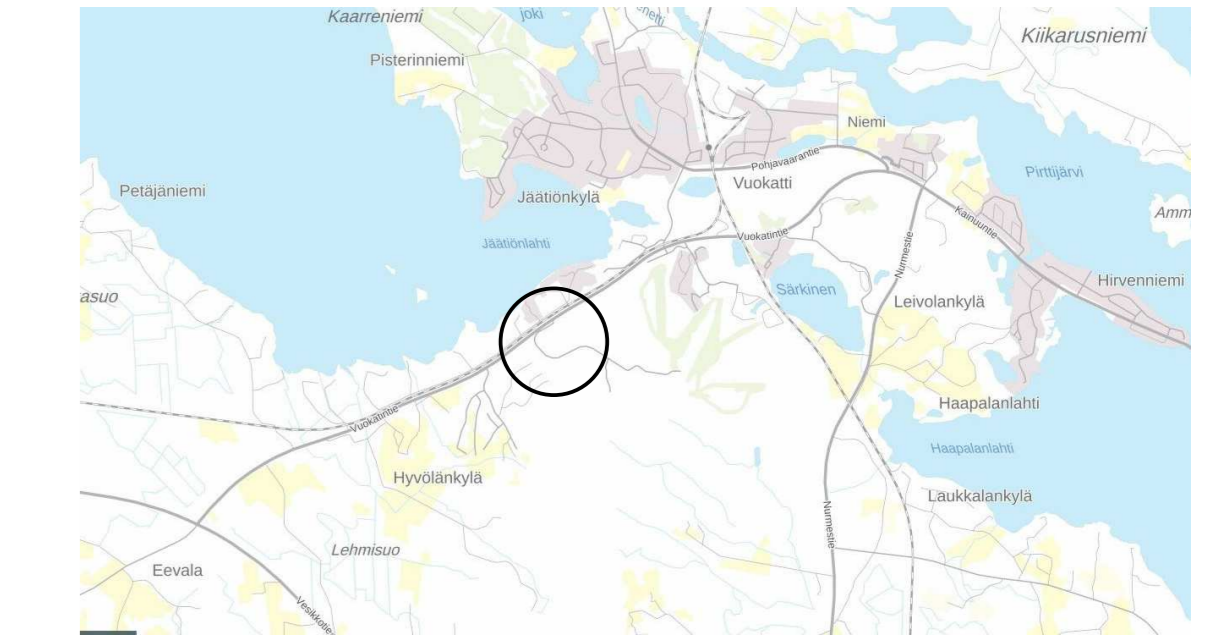 Kaarreniemi
joki
Kiikarusniemi
Pisterinniemi
Niemi
Pohjavaarantie
Pirttijärvi
Vuokatti
Petäjäniemi
Jäätiönkylä
Kainuuntie
Vuokatintie
Jäätiönlahti
Nurmestie
Hirvenniemi
Särkinen
asuo
Leivolankylä
Haapalanlahti
Vuokatintie
Haapalanlahti
Hyvölänkylä
Laukkalankylä
Nurmestie
Lehmisuo
Eevala
Vesikkotie